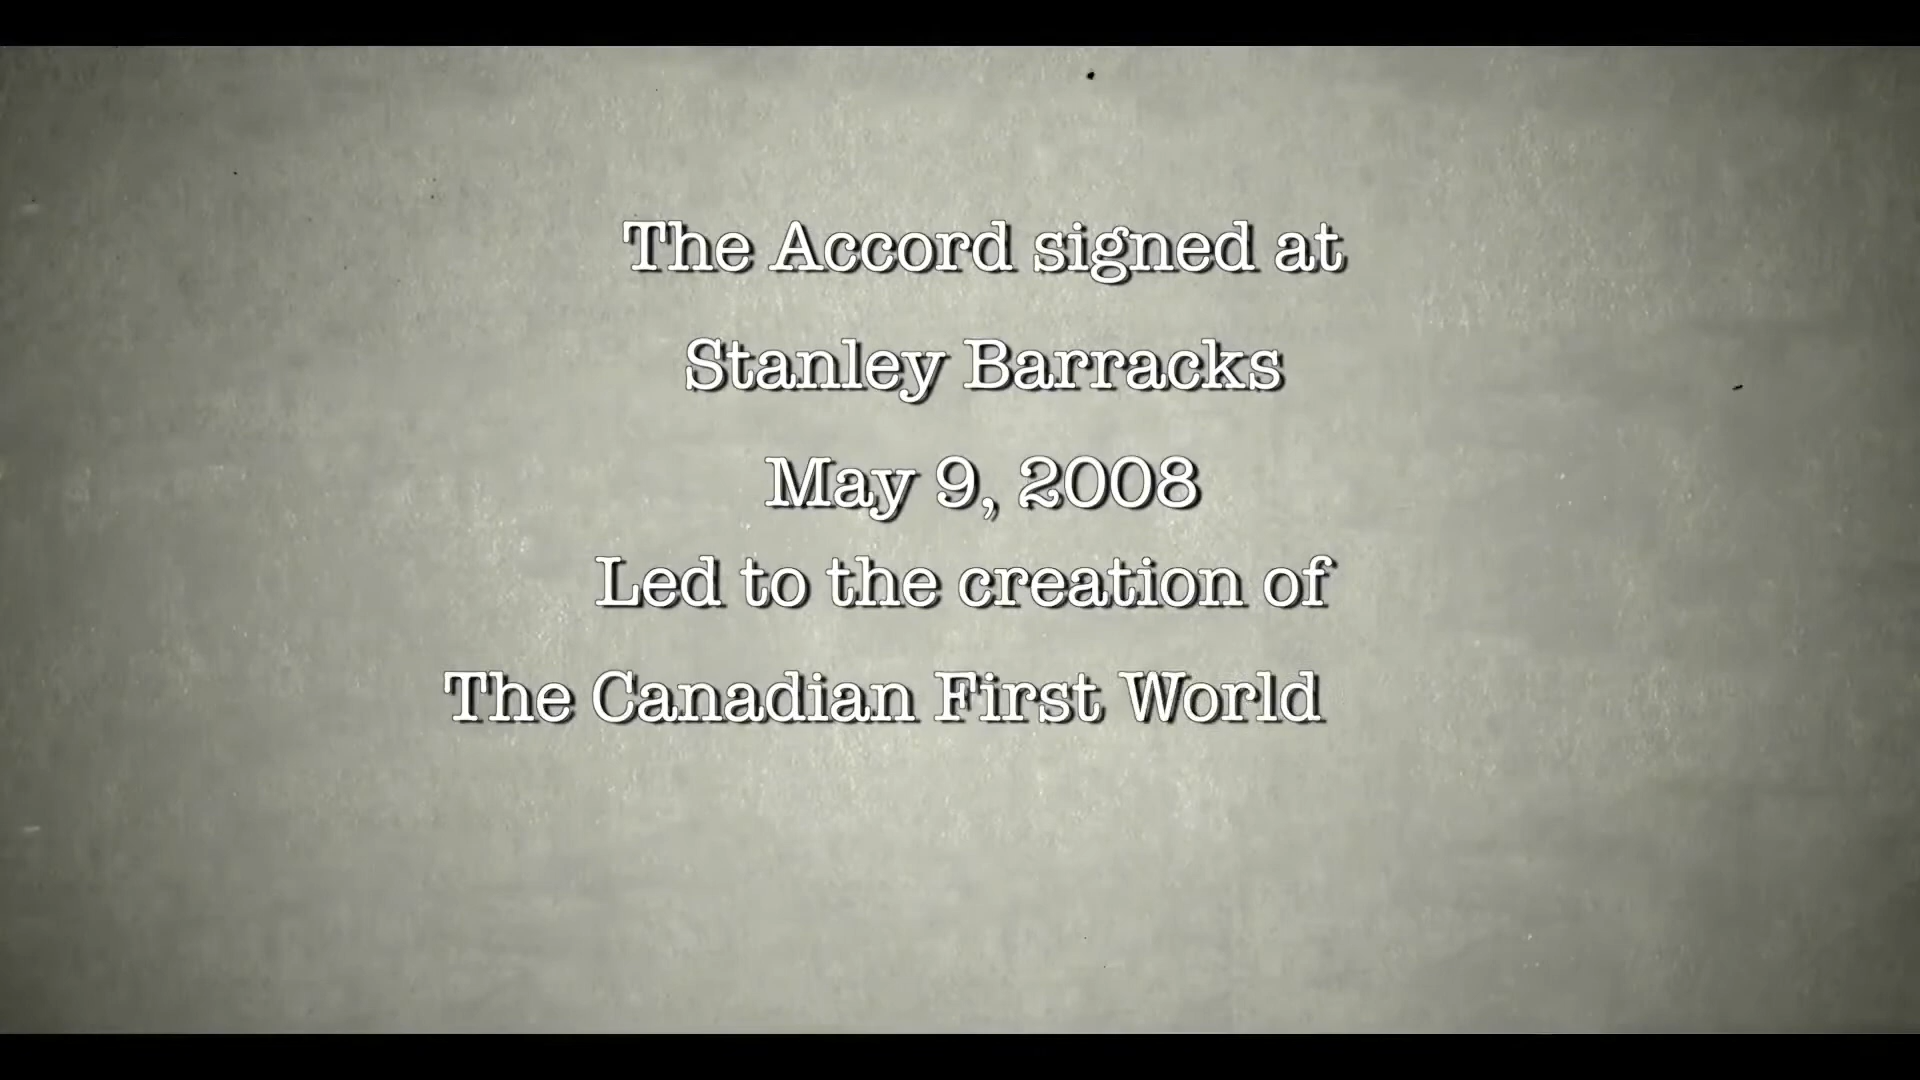 The Accord signed at
Stanley Barracks
May 9, 2008
Led to the creation of
The Canadian First World